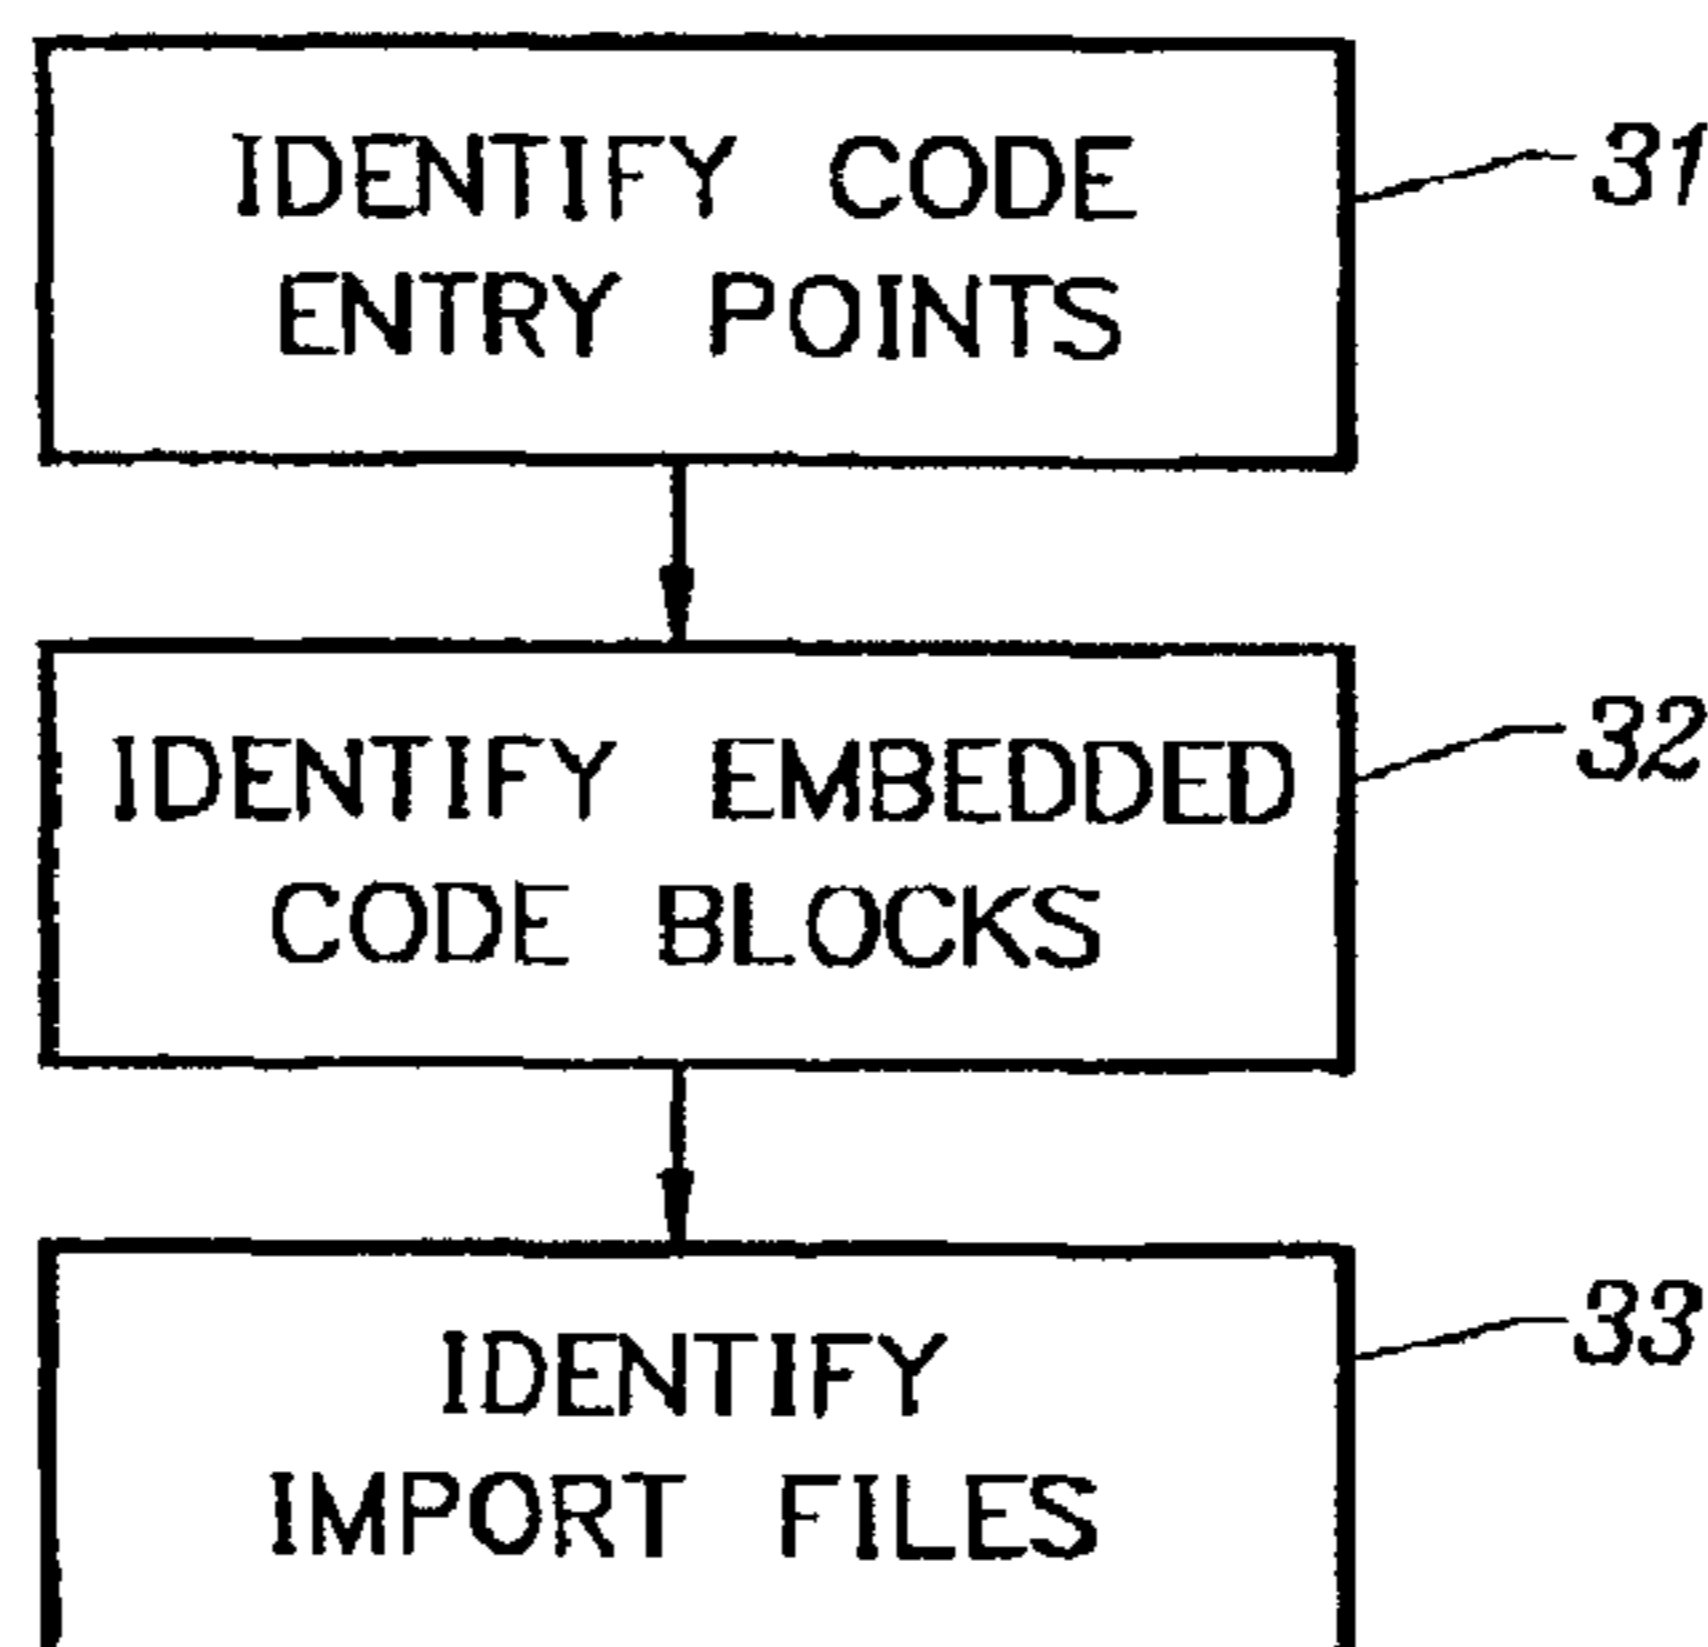 IDENTIFY CODE
ENTRY POINTS
31
IDENTIFY EMBEDDED
CODE BLOCKS
32
IDENTIFY
IMPORT FILES
33